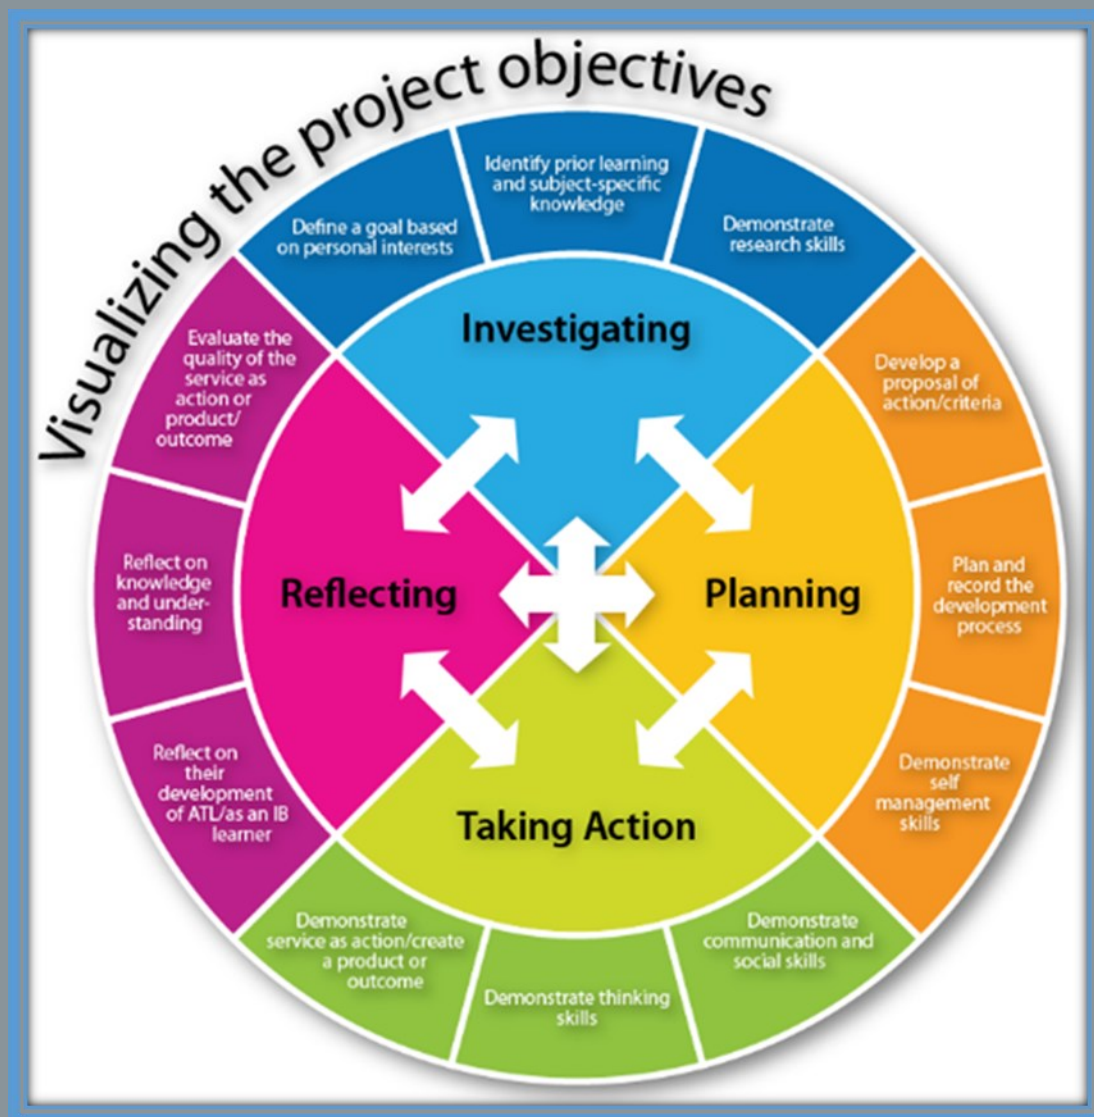 Visualizing the project objectives
Identify prior learning
and subject-specific
knowledge
Define a goal based
on personal interests
Demonstrate
research skills
Investigating
Evaluate the
quality of the
service as
action or
product/
outcome
Develop a
proposal of
action/criteria
Reflect on
knowledge
and under-
standing
Reflecting
Planning
Plan and
record the
development
process
Reflect on
their
development
of ATL/as an IB
learner
Demonstrate
self
management
skills
Taking Action
Demonstrate
service as action/create
a product or
outcome
Demonstrate thinking
skills
Demonstrate
communication and
social skills